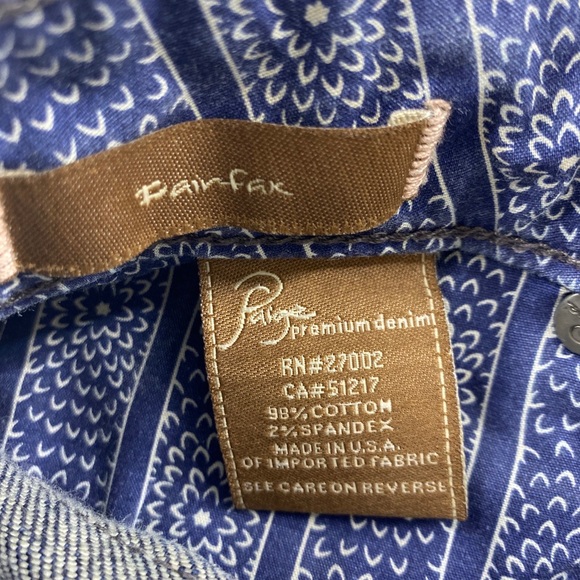 Fairfax
Paige
premium denim
RN#27002
CA#51217
98% COTTON
2% SPANDEX
MADE IN U.S.A.
OF IMPORTED FABRIC
SEE CARE ON REVERSE